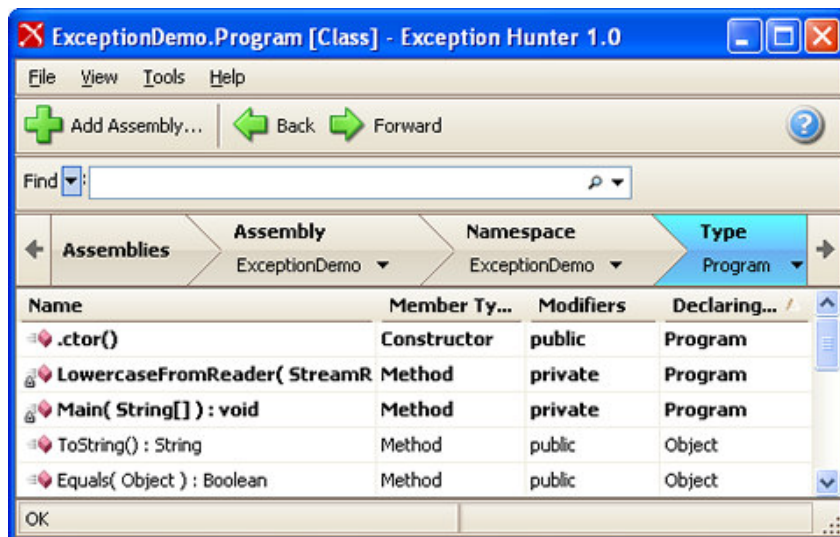 ExceptionDemo.Program [Class] - Exception Hunter 1.0
File View Tools Help
Add Assembly... Back Forward
Find :
Assemblies Assembly Namespace Type
ExceptionDemo ExceptionDemo Program
Name Member Ty... Modifiers Declaring...
.ctor() Constructor public Program
LowercaseFromReader( StreamR Method private Program
Main( String[] ) : void Method private Program
ToString() : String Method public Object
Equals( Object ) : Boolean Method public Object
OK